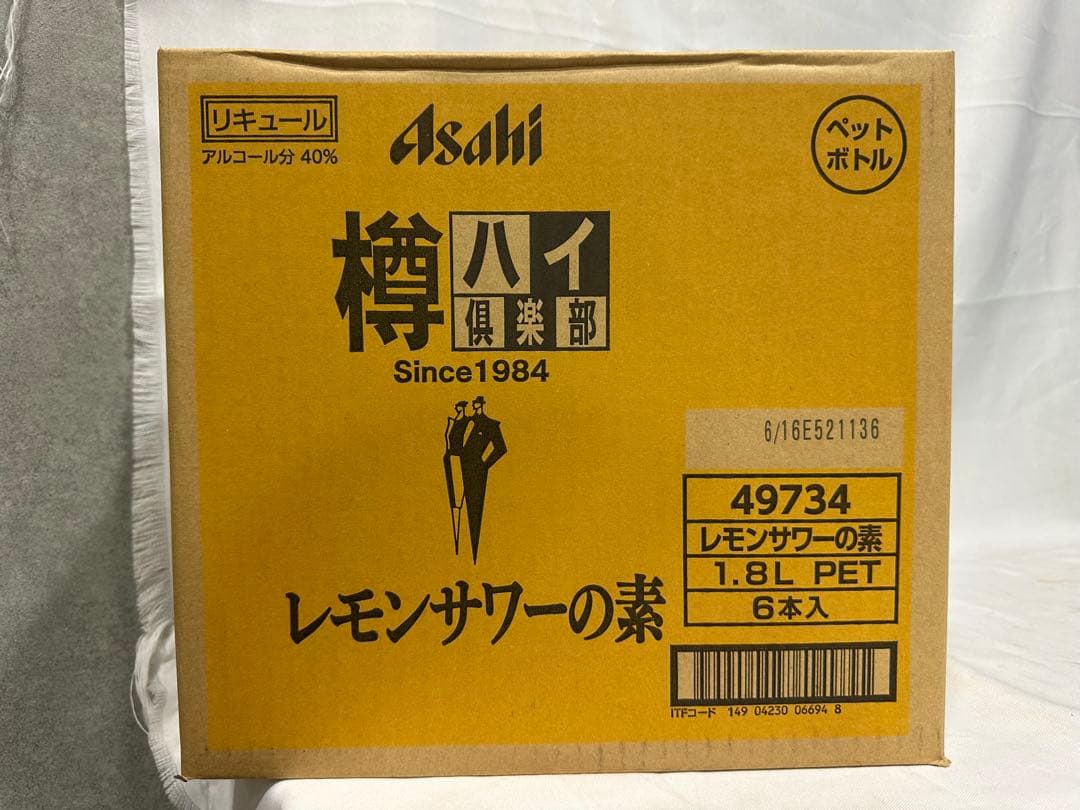 リキュール
アルコール分 40%
Asahi
ペット
ボトル
樽ハイ
倶楽部
Since1984
6/16E521136
49734
レモンサワーの素
1.8L PET
6本入
レモンサワーの素
ITFコード 149 04230 06694 8